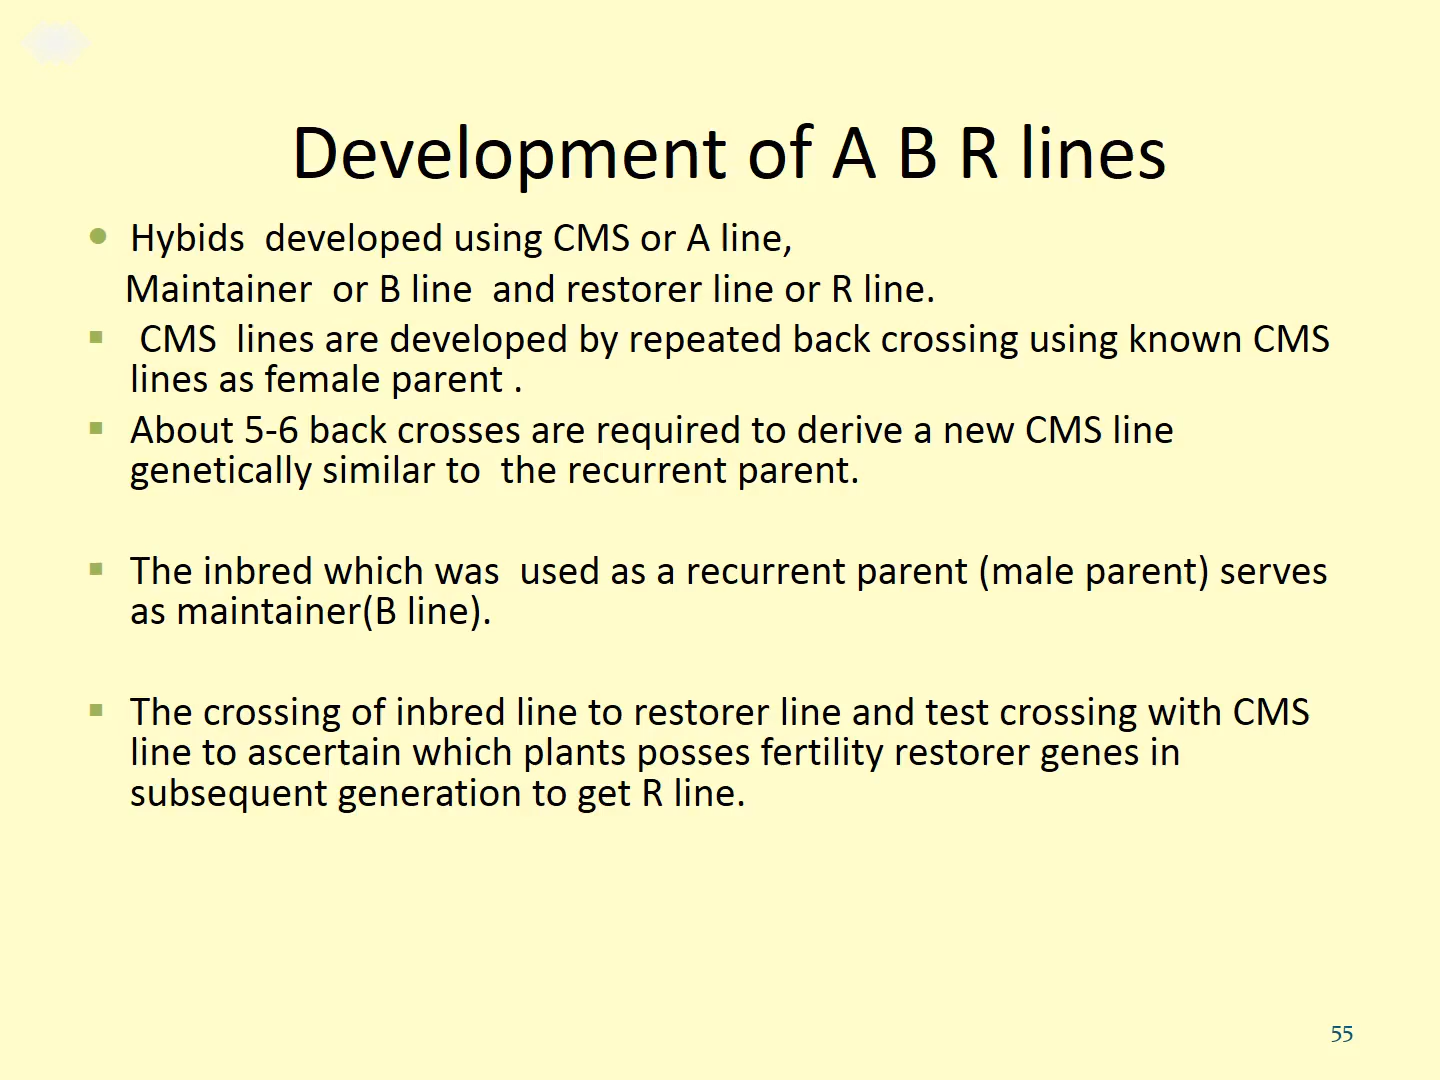 Development of A B R lines
Hybids developed using CMS or A line,
Maintainer or B line and restorer line or R line.
CMS lines are developed by repeated back crossing using known CMS
lines as female parent .
About 5-6 back crosses are required to derive a new CMS line
genetically similar to the recurrent parent.
The inbred which was used as a recurrent parent (male parent) serves
as maintainer(B line).
The crossing of inbred line to restorer line and test crossing with CMS
line to ascertain which plants posses fertility restorer genes in
subsequent generation to get R line.
55